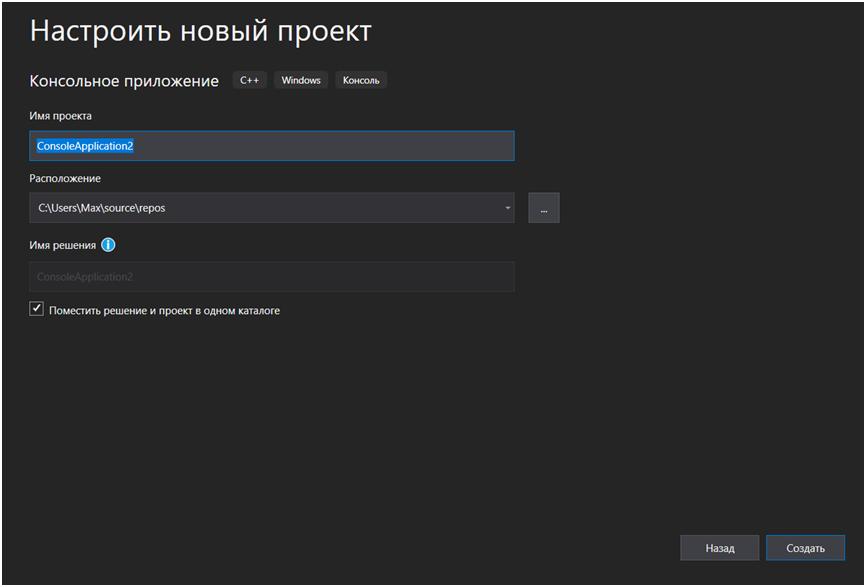 Настроить новый проект
Консольное приложение C++ Windows Консоль
Имя проекта
ConsoleApplication2
Расположение
C:\Users\Max\source\repos
...
Имя решения
ConsoleApplication2
Поместить решение и проект в одном каталоге
Назад Создать